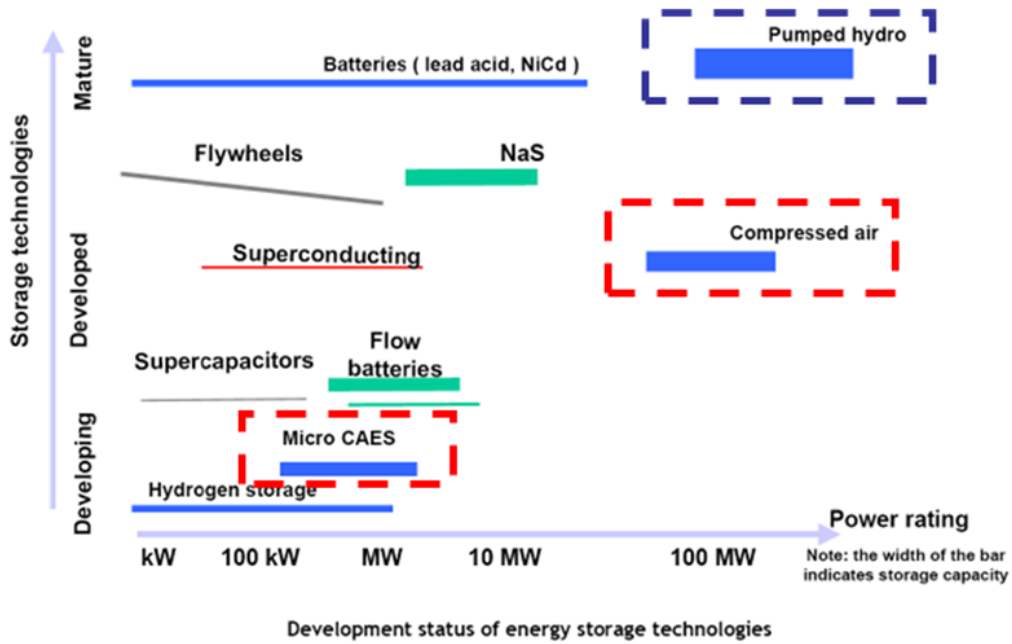 Storage technologies
Mature
Developed
Developing
Pumped hydro
Batteries ( lead acid, NiCd )
Flywheels
NaS
Compressed air
Superconducting
Supercapacitors
Flow
batteries
Micro CAES
Hydrogen storage
Power rating
kW 100 kW MW 10 MW 100 MW
Note: the width of the bar
indicates storage capacity
Development status of energy storage technologies